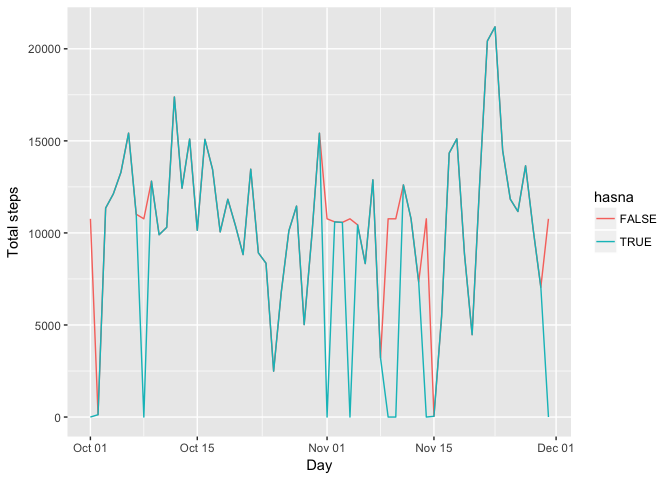 20000
15000
10000
5000
0
Total steps
Oct 01
Oct 15
Nov 01
Nov 15
Dec 01
Day
hasna
FALSE
TRUE